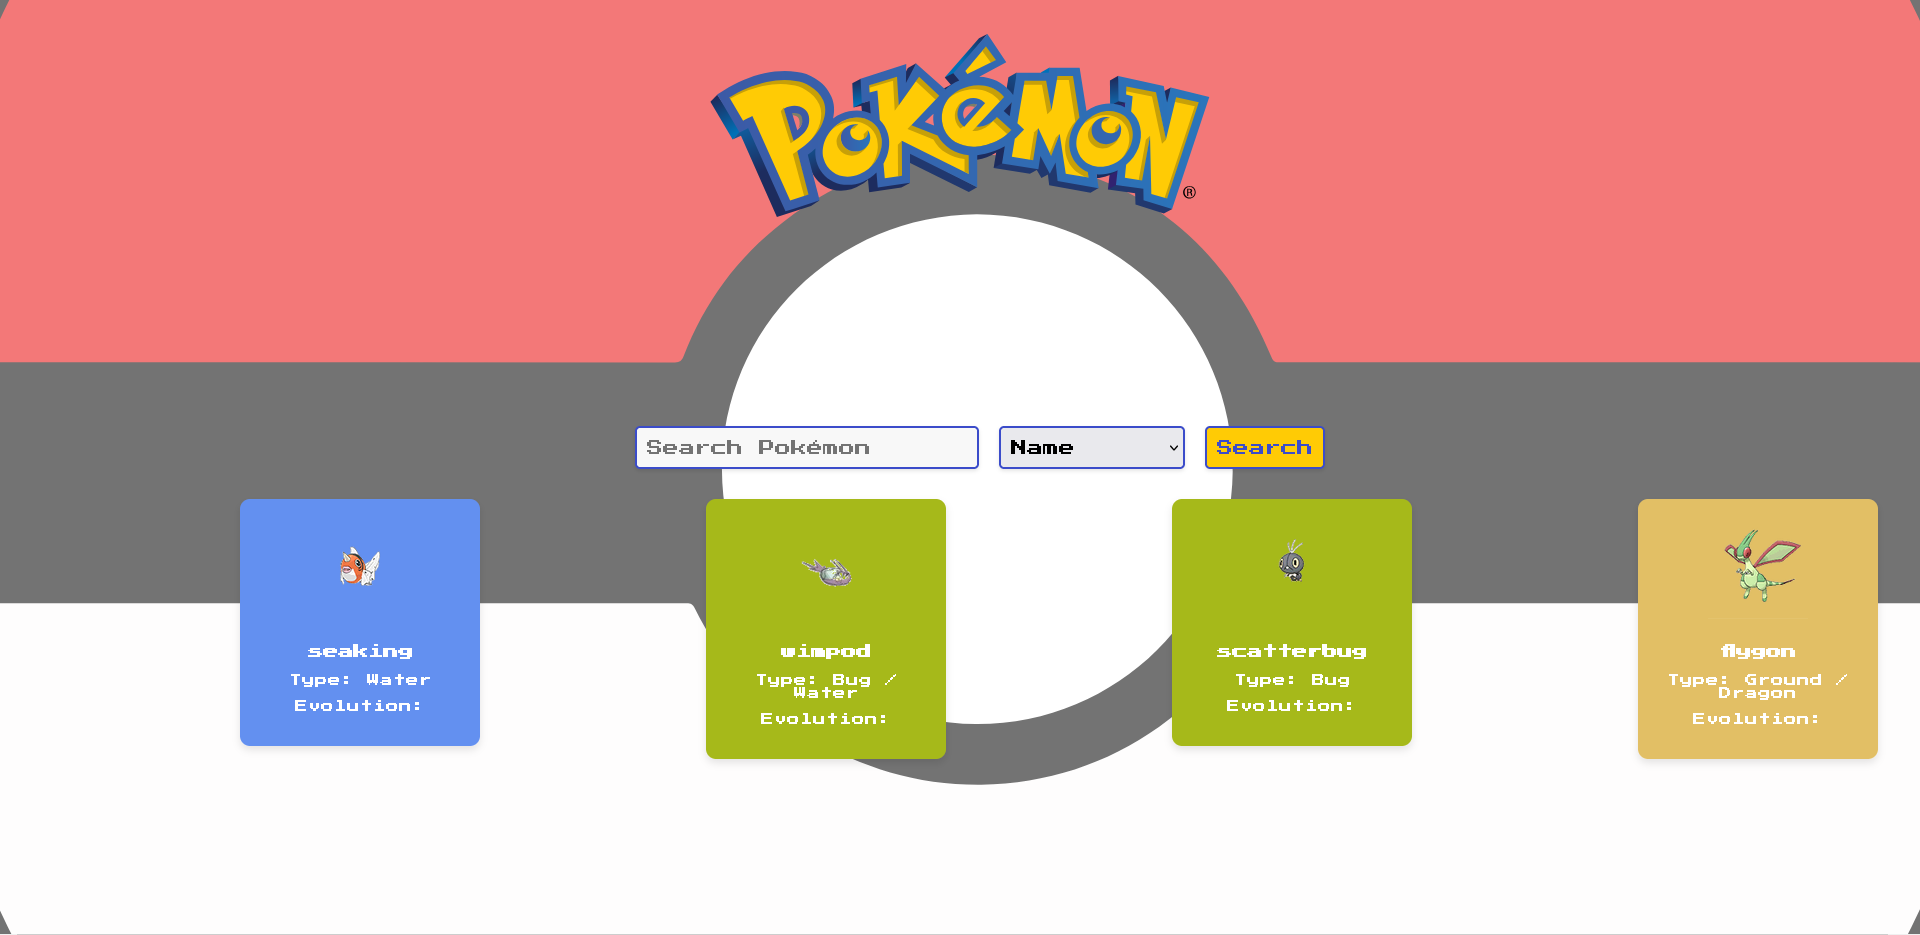 Pokémon
®
Search Pokémon
Name
Search
seaking
Type: Water
Evolution:
wimpod
Type: Bug /
Water
Evolution:
scatterbug
Type: Bug
Evolution:
flygon
Type: Ground /
Dragon
Evolution: